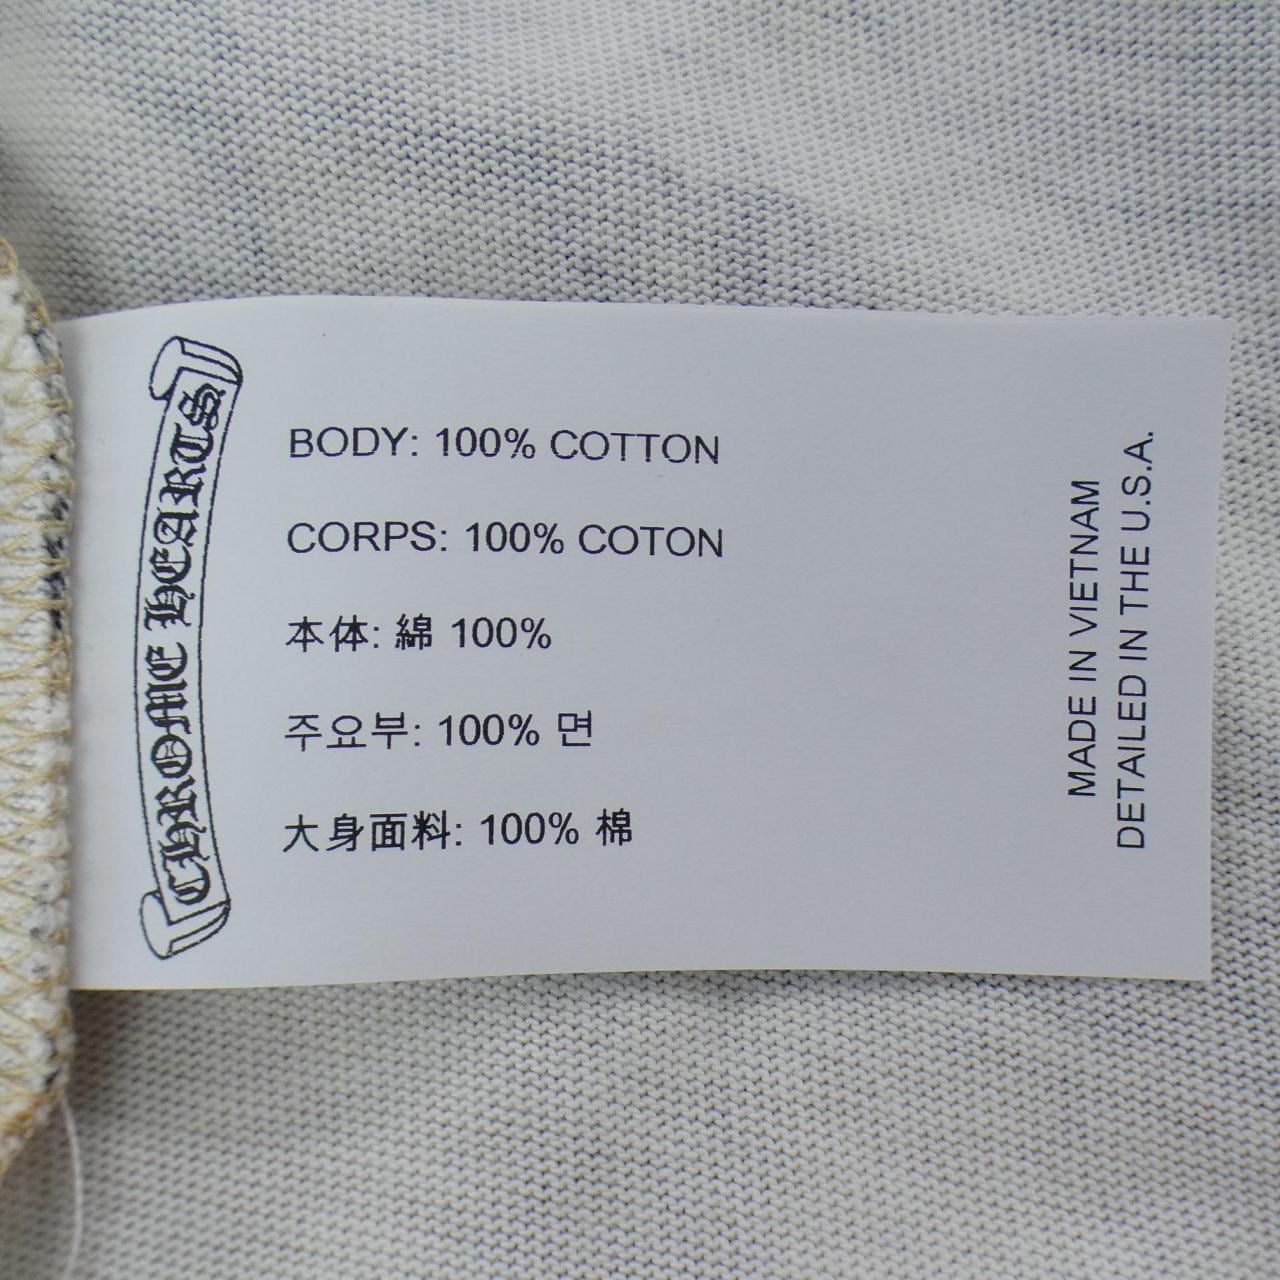 CHROME HEARTS
BODY: 100% COTTON
CORPS: 100% COTON
本体: 綿 100%
주요부: 100% 면
大身面料: 100% 棉
MADE IN VIETNAM
DETAILED IN THE U.S.A.